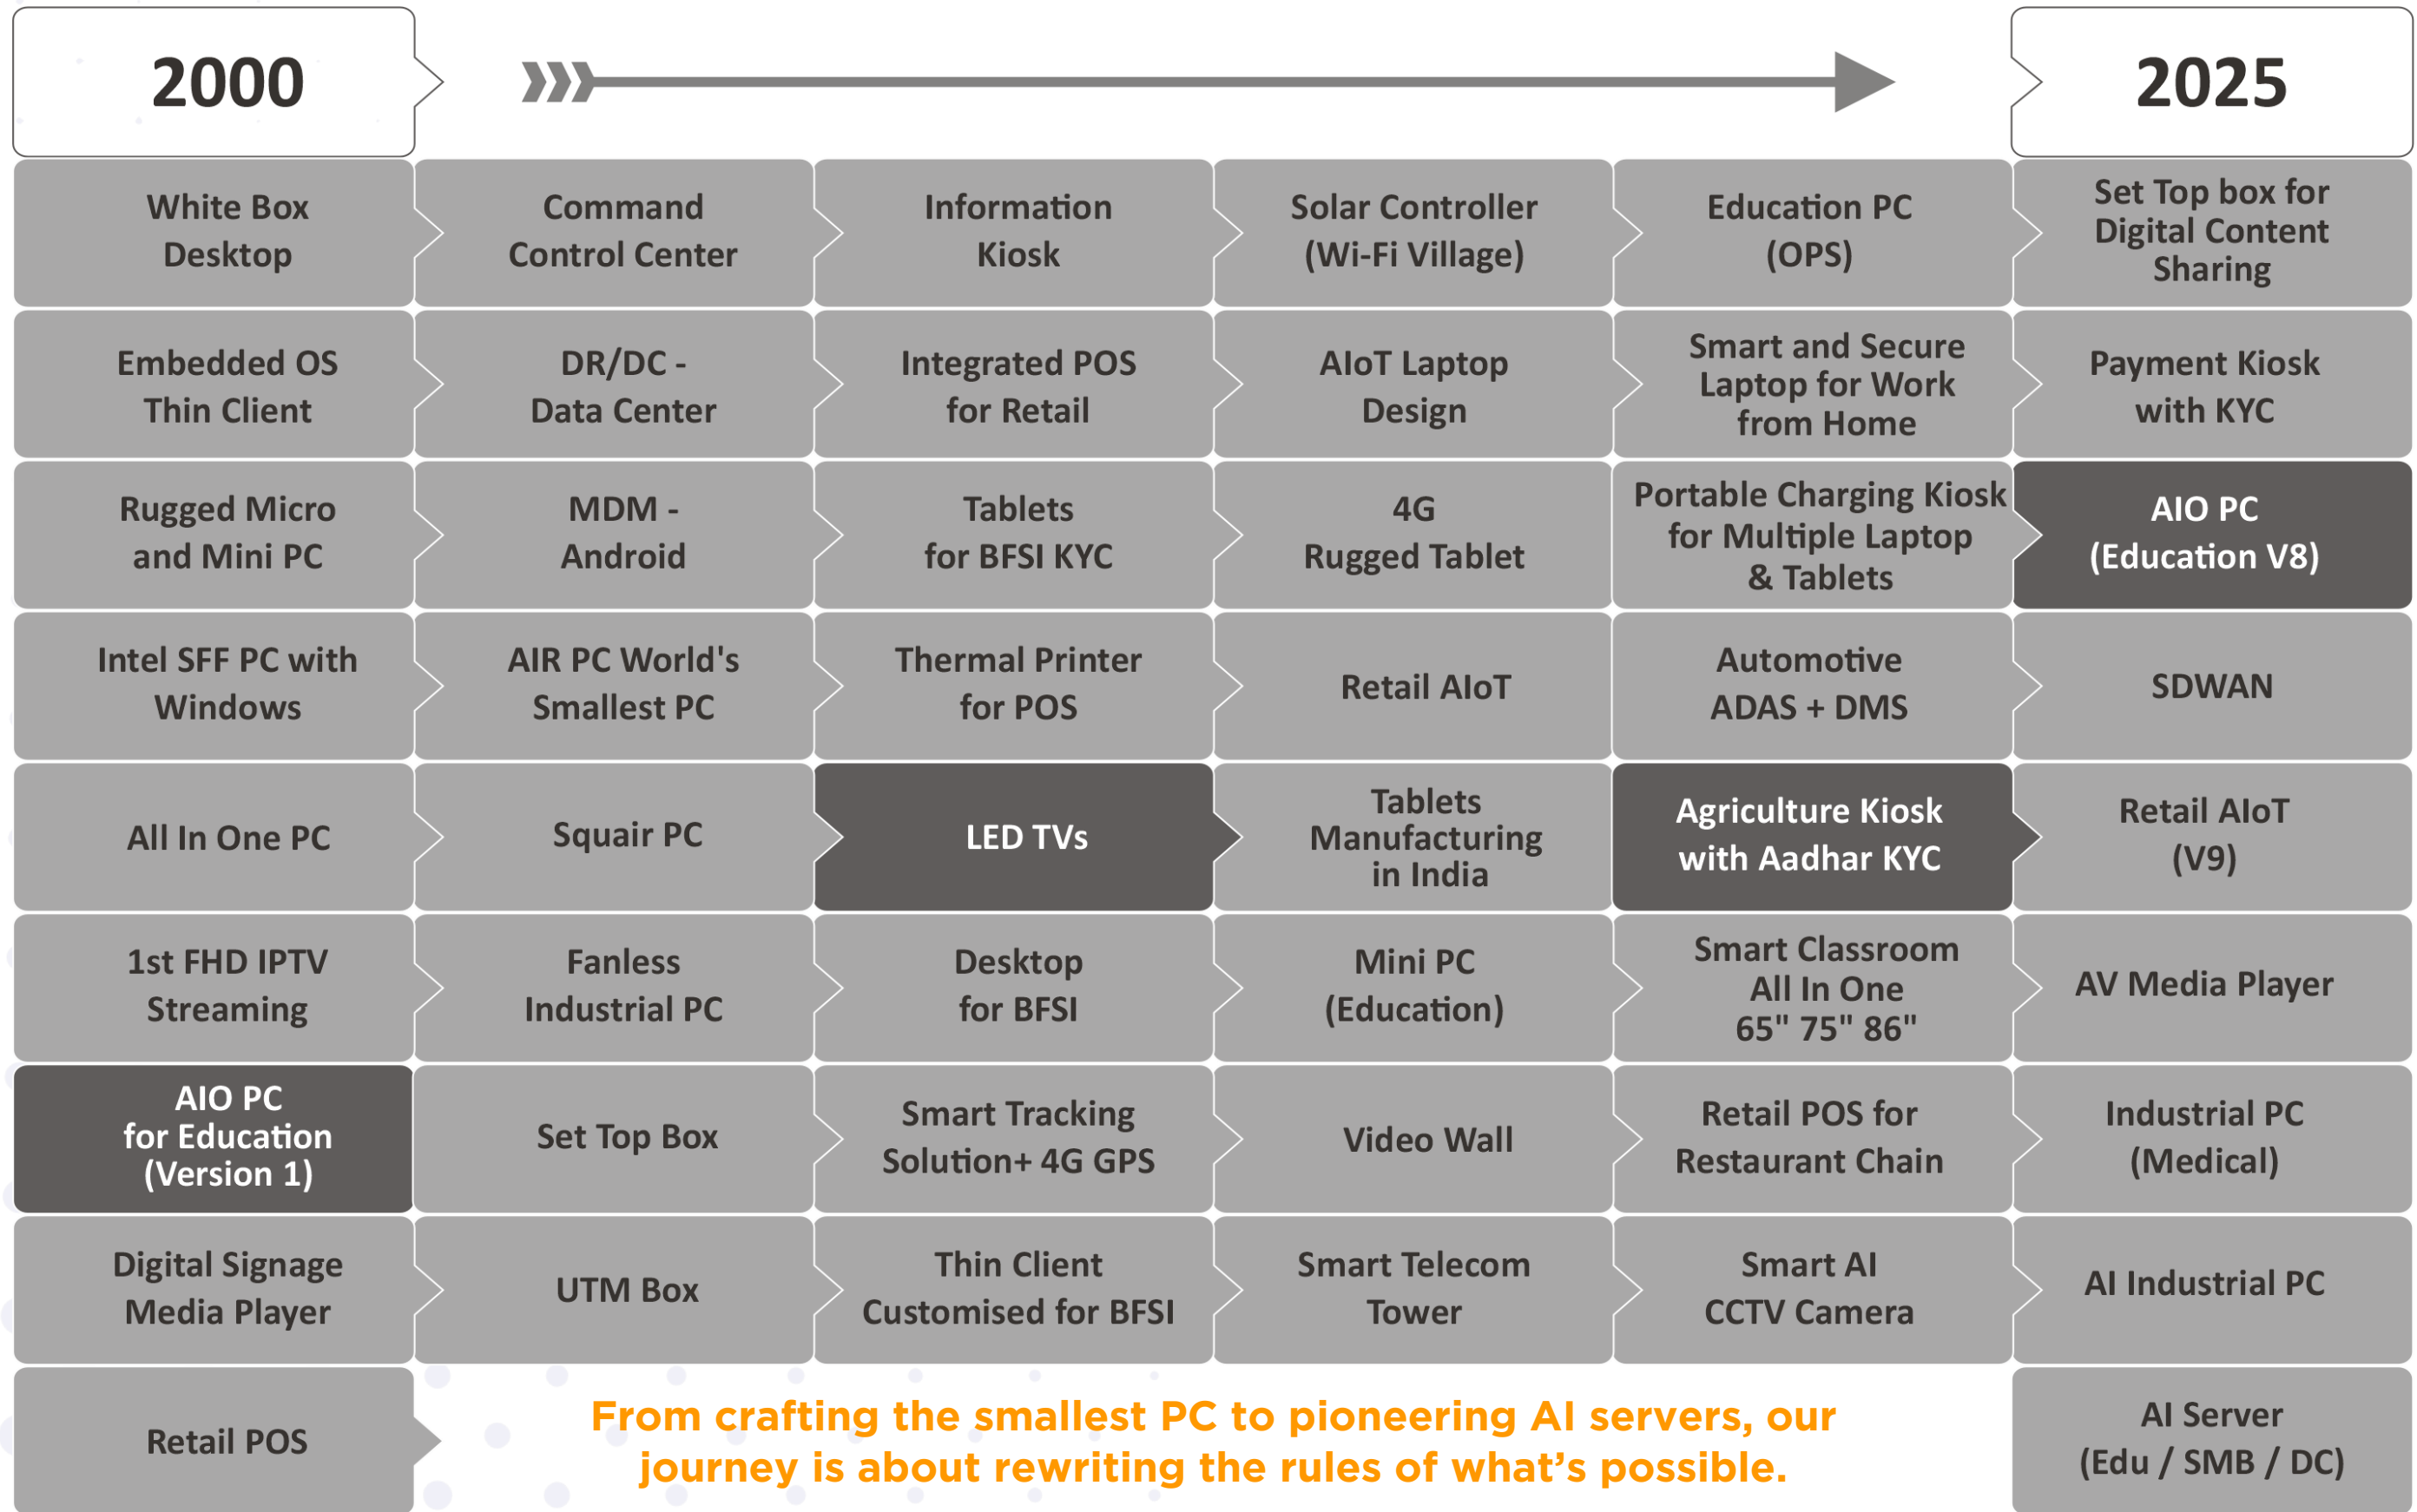 2000
2025
White Box
Desktop
Command
Control Center
Information
Kiosk
Solar Controller
(Wi-Fi Village)
Education PC
(OPS)
Set Top box for
Digital Content
Sharing
Embedded OS
Thin Client
DR/DC -
Data Center
Integrated POS
for Retail
AIoT Laptop
Design
Smart and Secure
Laptop for Work
from Home
Payment Kiosk
with KYC
Rugged Micro
and Mini PC
MDM -
Android
Tablets
for BFSI KYC
4G
Rugged Tablet
Portable Charging Kiosk
for Multiple Laptop
& Tablets
AIO PC
(Education V8)
Intel SFF PC with
Windows
AIR PC World's
Smallest PC
Thermal Printer
for POS
Retail AIoT
Automotive
ADAS + DMS
SDWAN
All In One PC
Squair PC
LED TVs
Tablets
Manufacturing
in India
Agriculture Kiosk
with Aadhar KYC
Retail AIoT
(V9)
1st FHD IPTV
Streaming
Fanless
Industrial PC
Desktop
for BFSI
Mini PC
(Education)
Smart Classroom
All In One
65" 75" 86"
AV Media Player
AIO PC
for Education
(Version 1)
Set Top Box
Smart Tracking
Solution+ 4G GPS
Video Wall
Retail POS for
Restaurant Chain
Industrial PC
(Medical)
Digital Signage
Media Player
UTM Box
Thin Client
Customised for BFSI
Smart Telecom
Tower
Smart AI
CCTV Camera
AI Industrial PC
Retail POS
From crafting the smallest PC to pioneering AI servers, our
journey is about rewriting the rules of what's possible.
AI Server
(Edu / SMB / DC)